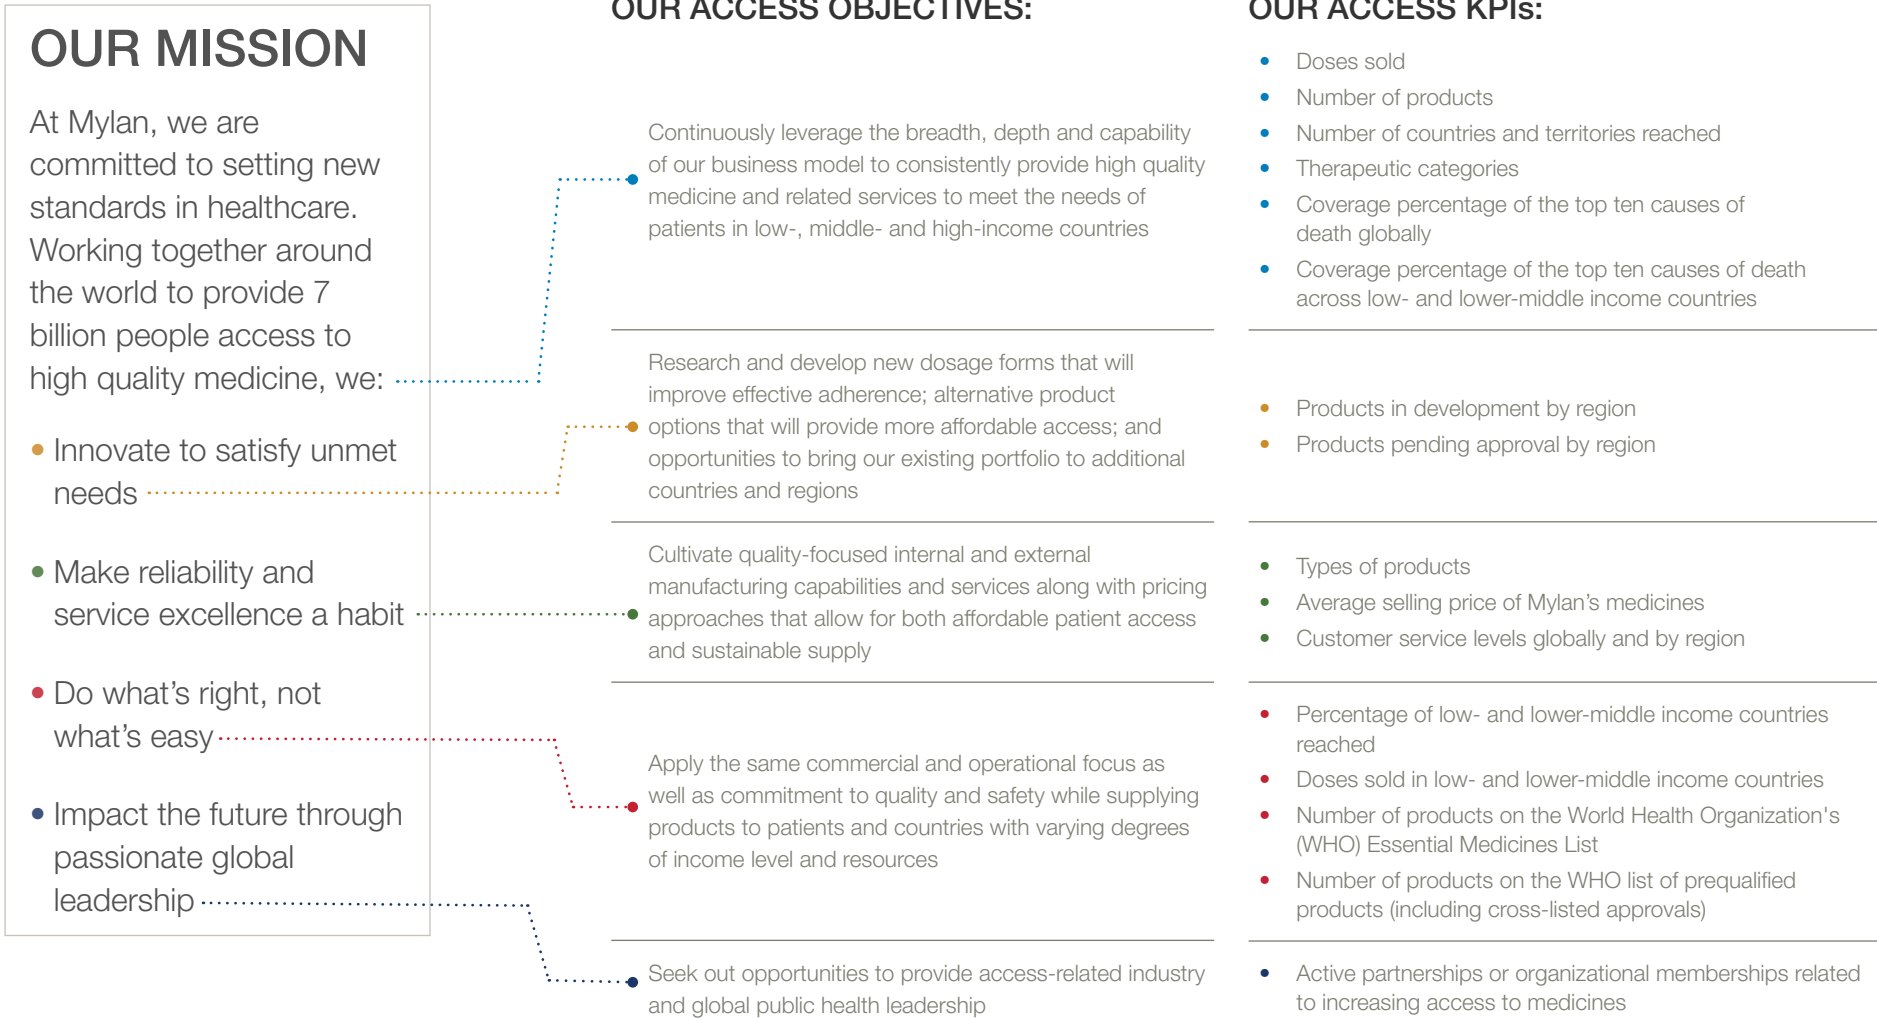 OUR MISSION
At Mylan, we are
committed to setting new
standards in healthcare.
Working together around
the world to provide 7
billion people access to
high quality medicine, we:
• Innovate to satisfy unmet
needs
• Make reliability and
service excellence a habit
• Do what’s right, not
what’s easy
• Impact the future through
passionate global
leadership
OUR ACCESS OBJECTIVES:
Continuously leverage the breadth, depth and capability
of our business model to consistently provide high quality
medicine and related services to meet the needs of
patients in low-, middle- and high-income countries
Research and develop new dosage forms that will
improve effective adherence; alternative product
options that will provide more affordable access; and
opportunities to bring our existing portfolio to additional
countries and regions
Cultivate quality-focused internal and external
manufacturing capabilities and services along with pricing
approaches that allow for both affordable patient access
and sustainable supply
Apply the same commercial and operational focus as
well as commitment to quality and safety while supplying
products to patients and countries with varying degrees
of income level and resources
Seek out opportunities to provide access-related industry
and global public health leadership
OUR ACCESS KPIs:
• Doses sold
• Number of products
• Number of countries and territories reached
• Therapeutic categories
• Coverage percentage of the top ten causes of
death globally
• Coverage percentage of the top ten causes of death
across low- and lower-middle income countries
• Products in development by region
• Products pending approval by region
• Types of products
• Average selling price of Mylan’s medicines
• Customer service levels globally and by region
• Percentage of low- and lower-middle income countries
reached
• Doses sold in low- and lower-middle income countries
• Number of products on the World Health Organization's
(WHO) Essential Medicines List
• Number of products on the WHO list of prequalified
products (including cross-listed approvals)
• Active partnerships or organizational memberships related
to increasing access to medicines